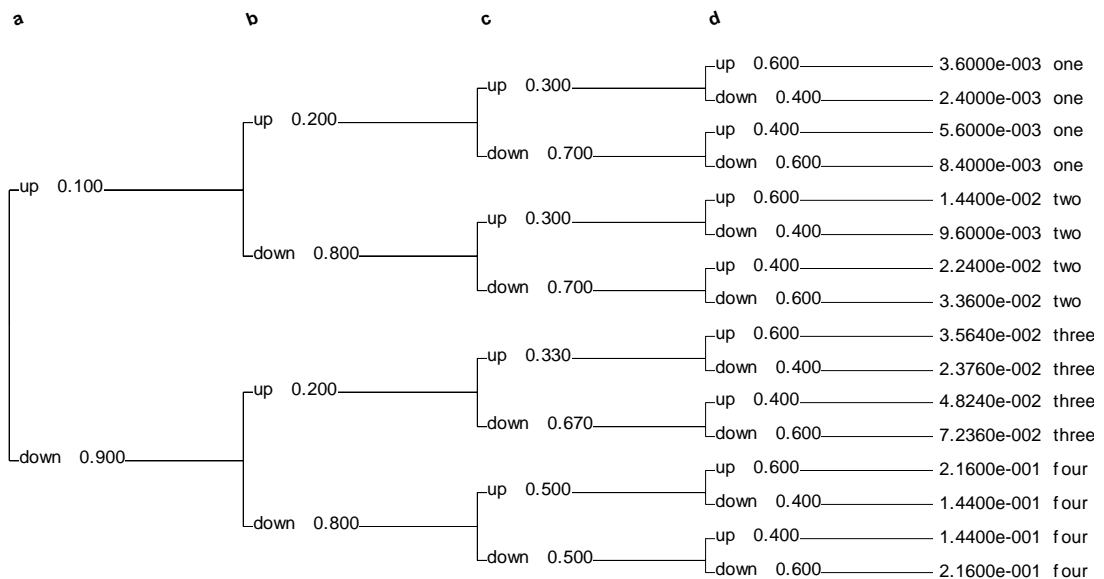 a b c d
up 0.600 3.6000e-003 one
up 0.300
down 0.400 2.4000e-003 one
up 0.200
up 0.400 5.6000e-003 one
down 0.700
down 0.600 8.4000e-003 one
up 0.100
up 0.600 1.4400e-002 two
up 0.300
down 0.400 9.6000e-003 two
down 0.800
up 0.400 2.2400e-002 two
down 0.700
down 0.600 3.3600e-002 two
up 0.600 3.5640e-002 three
up 0.330
down 0.400 2.3760e-002 three
up 0.200
up 0.400 4.8240e-002 three
down 0.670
down 0.600 7.2360e-002 three
down 0.900
up 0.600 2.1600e-001 four
up 0.500
down 0.400 1.4400e-001 four
down 0.800
up 0.400 1.4400e-001 four
down 0.500
down 0.600 2.1600e-001 four